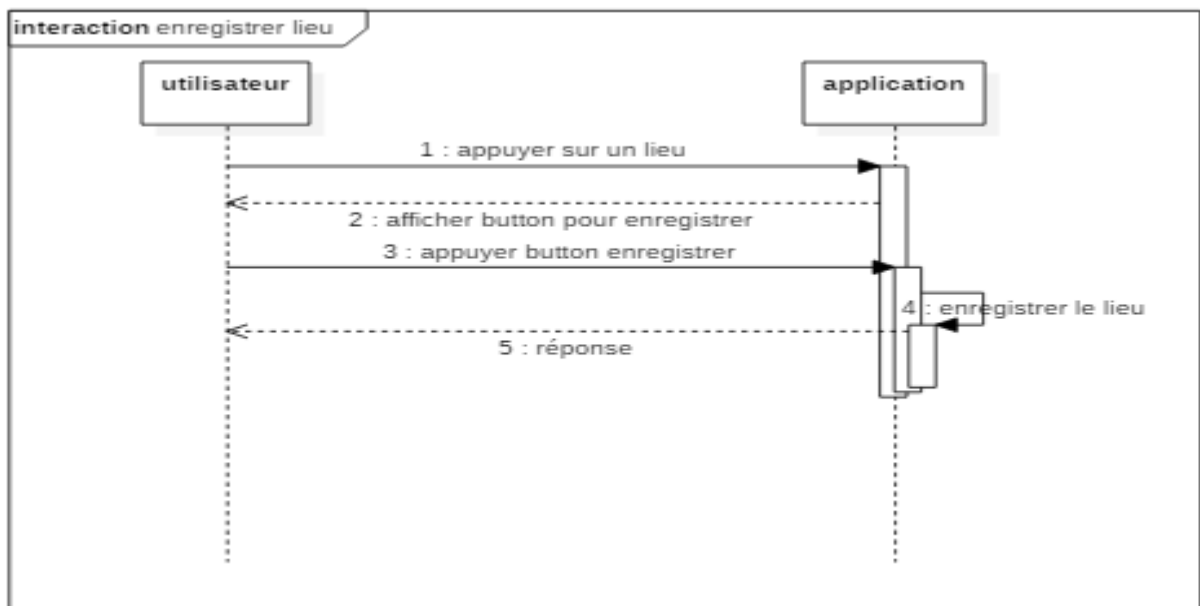 interaction enregistrer lieu
utilisateur
application
1 : appuyer sur un lieu
2 : afficher button pour enregistrer
3 : appuyer button enregistrer
4 : enregistrer le lieu
5 : réponse